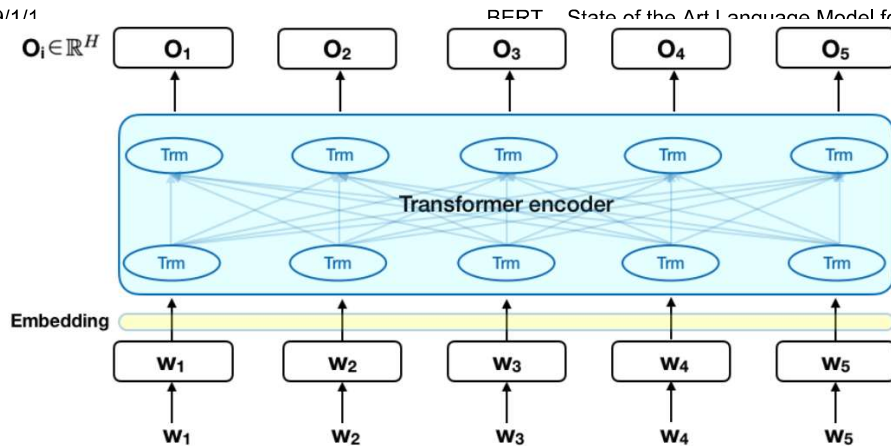 BERT – State of the Art Language Model fo
Oᵢ∈ℝᴴ O₁ O₂ O₃ O₄ O₅
Trm Trm Trm Trm Trm
Transformer encoder
Trm Trm Trm Trm Trm
Embedding
W₁ W₂ W₃ W₄ W₅
W₁ W₂ W₃ W₄ W₅